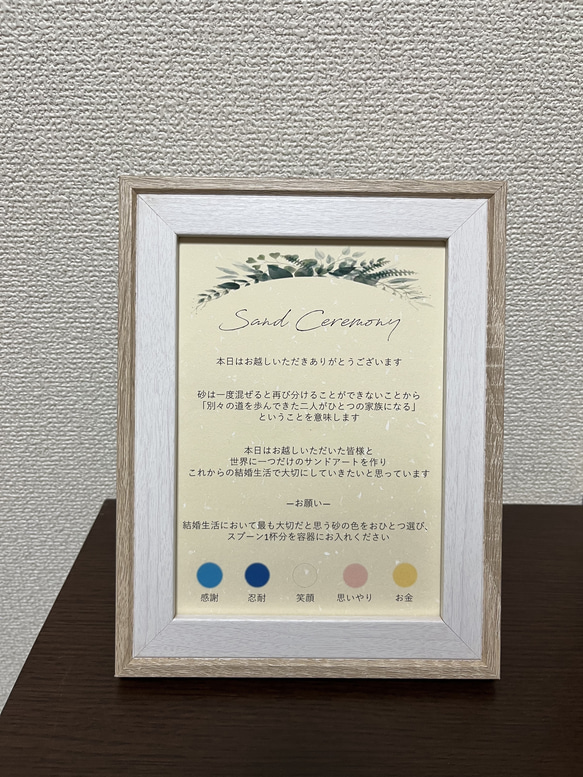 Sand Ceremony
本日はお越しいただきありがとうございます
砂は一度混ぜると再び分けることができないことから
「別々の道を歩んできた二人がひとつの家族になる」
ということを意味します
本日はお越しいただいた皆様と
世界に一つだけのサンドアートを作り
これからの結婚生活で大切にしていきたいと思っています
―お願い―
結婚生活において最も大切だと思う砂の色をおひとつ選び、
スプーン1杯分を容器にお入れください
感謝 忍耐 笑顔 思いやり お金